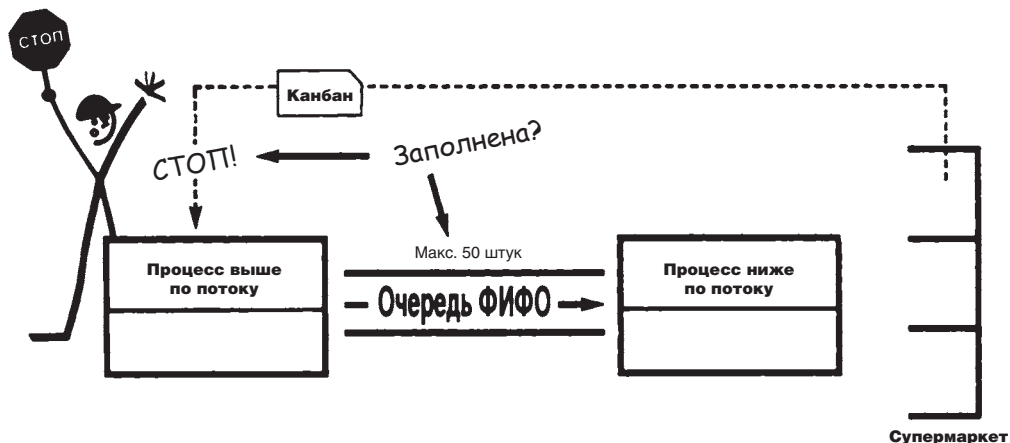 СТОП
Канбан
СТОП!
Заполнена?
Макс. 50 штук
Процесс выше
по потоку
Очередь ФИФО
Процесс ниже
по потоку
Супермаркет